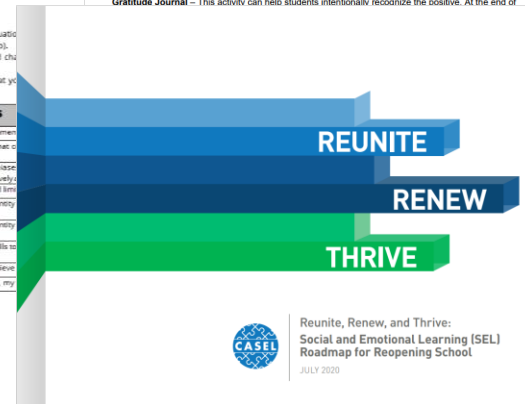 Gratitude Journal – This activity can help students intentionally recognize the positive. At the end of
REUNITE
RENEW
THRIVE
CASEL
Reunite, Renew, and Thrive:
Social and Emotional Learning (SEL)
Roadmap for Reopening School
JULY 2020